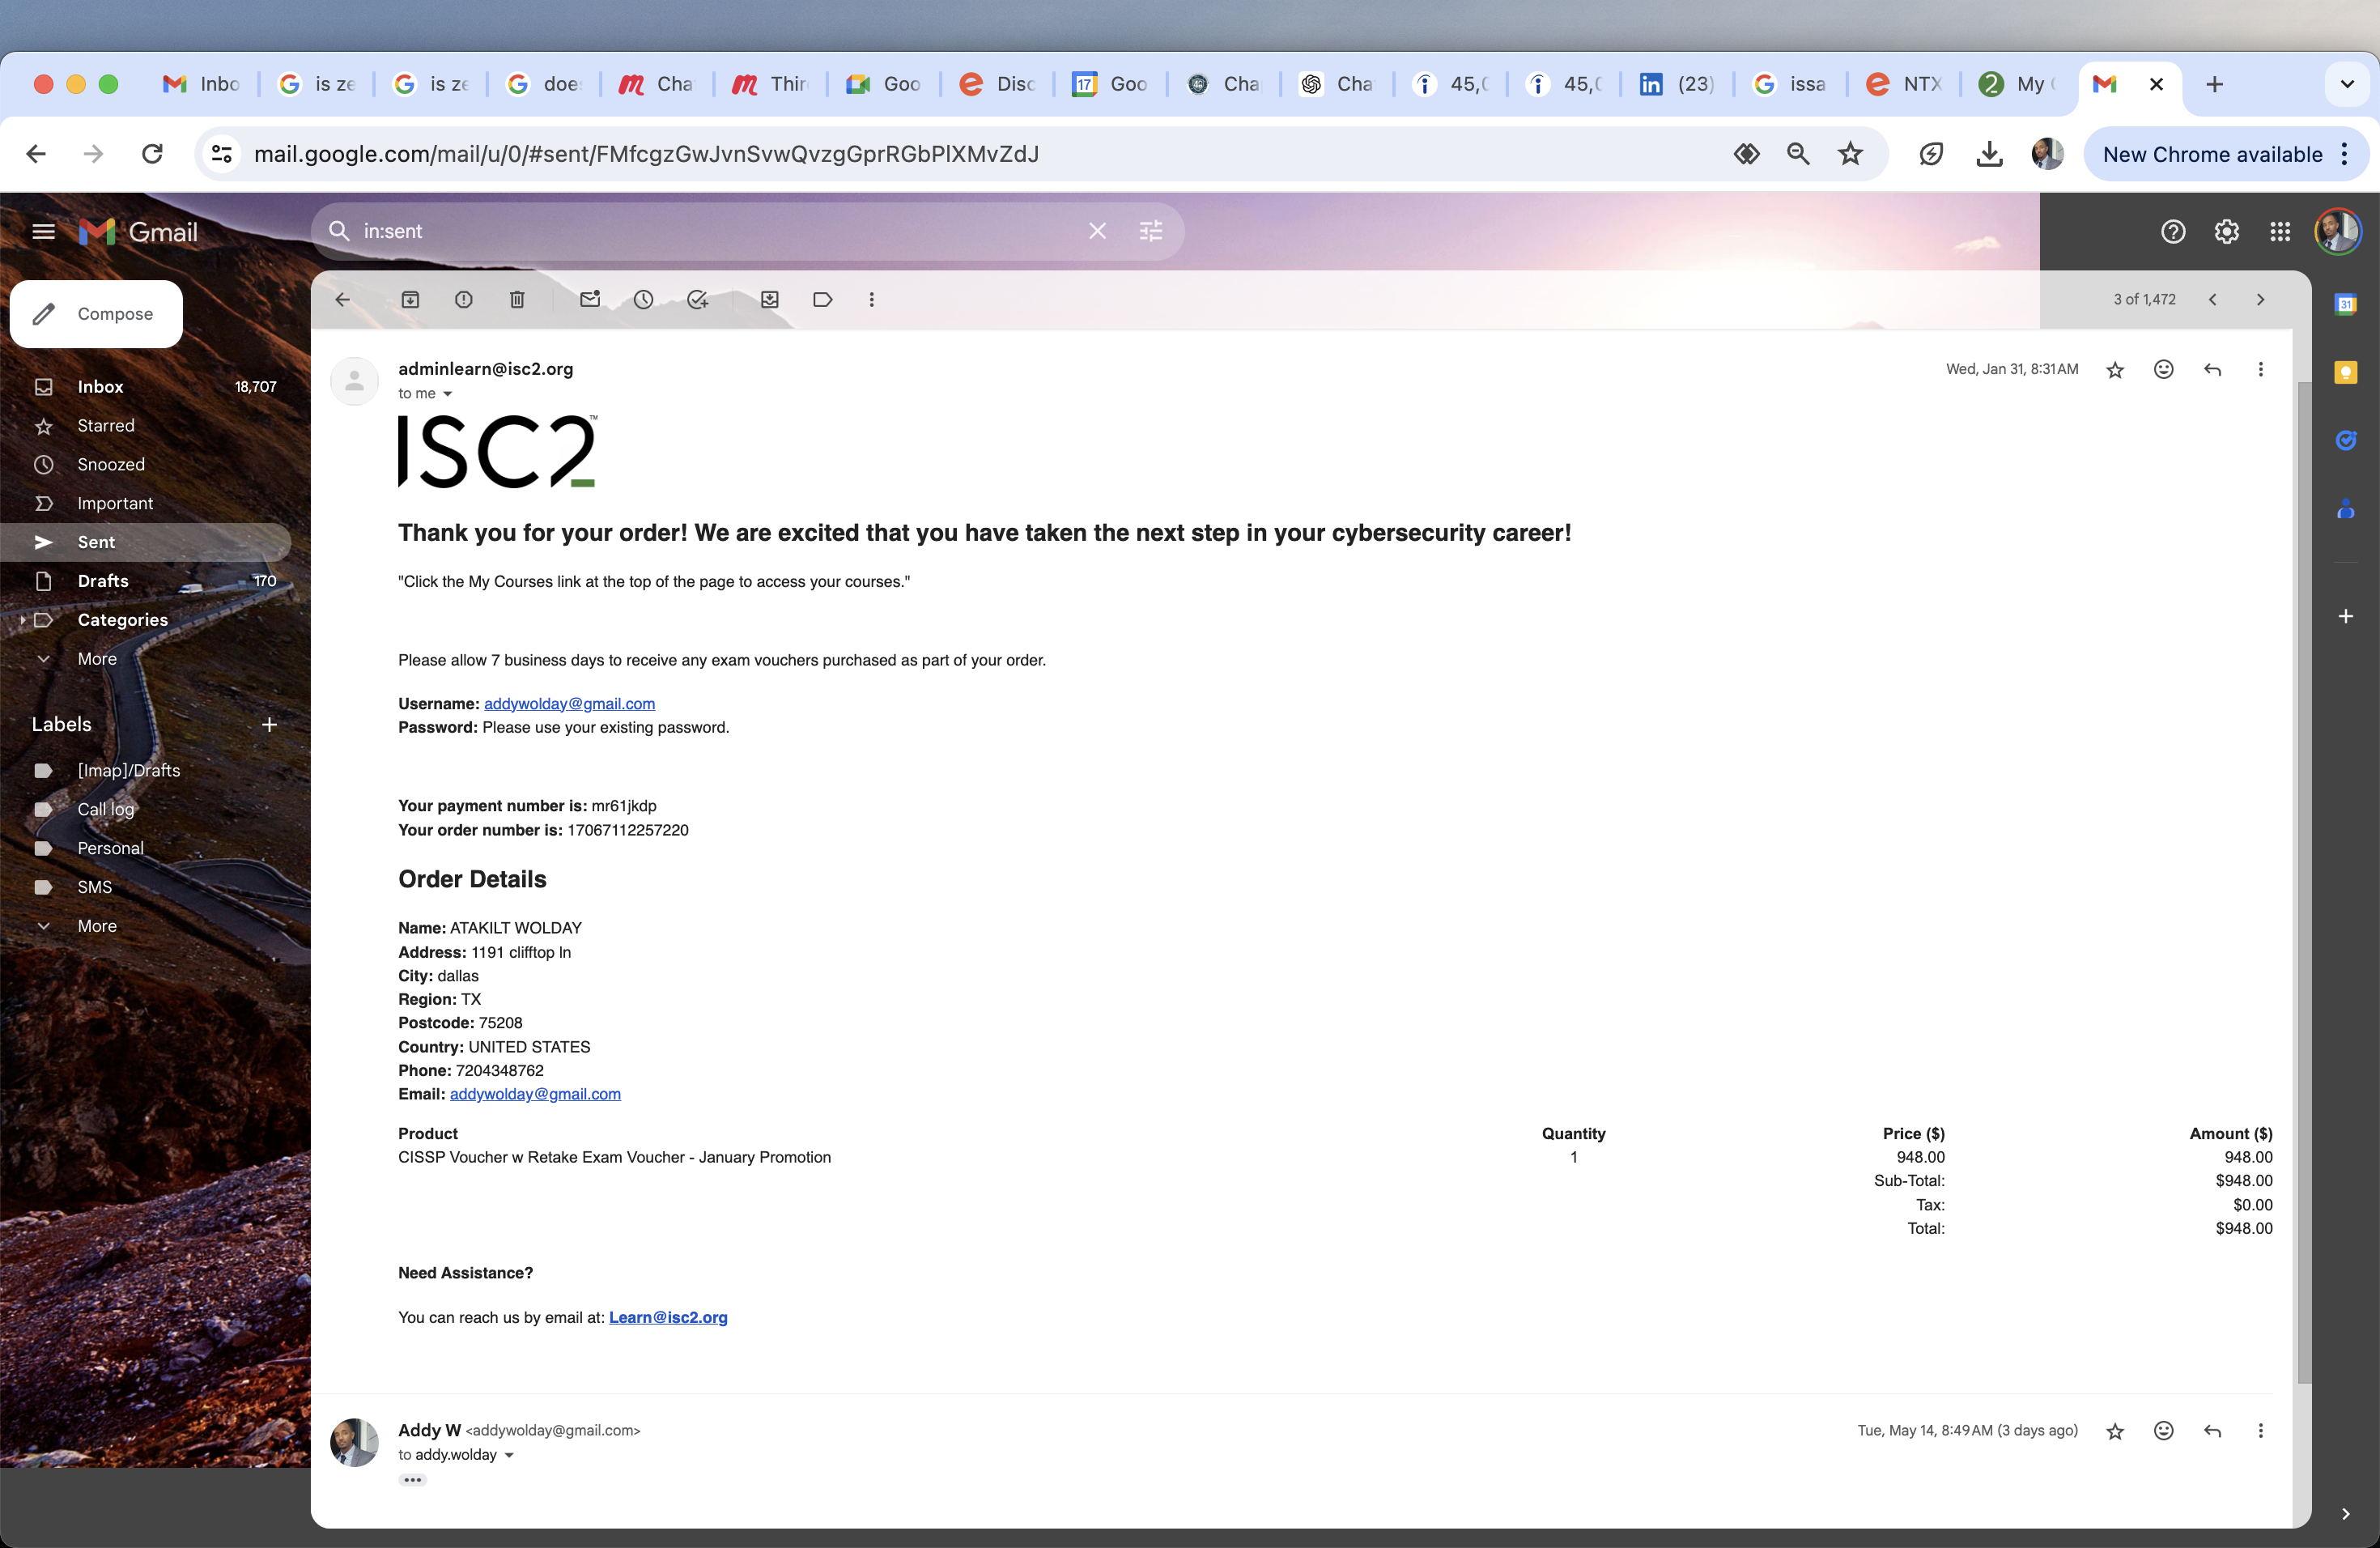 Inbo
is ze
is ze
doe
Cha
Thir
Goo
Disc
17
Goo
Cha
Cha
45,0
45,0
in
(23)
issa
NTX
2
My
mail.google.com/mail/u/0/#sent/FMfcgzGwJvnSvwQvzgGprRGbPlXMvZdJ
New Chrome available
Gmail
in:sent
Compose
3 of 1,472
31
Inbox 18,707
Starred
Snoozed
Important
Sent
Drafts 170
Categories
More
Labels
[Imap]/Drafts
Call log
Personal
SMS
More
adminlearn@isc2.org
Wed, Jan 31, 8:31 AM
to me
ISC2™
Thank you for your order! We are excited that you have taken the next step in your cybersecurity career!
"Click the My Courses link at the top of the page to access your courses."
Please allow 7 business days to receive any exam vouchers purchased as part of your order.
Username: addywolday@gmail.com
Password: Please use your existing password.
Your payment number is: mr61jkdp
Your order number is: 17067112257220
Order Details
Name: ATAKILT WOLDAY
Address: 1191 clifftop ln
City: dallas
Region: TX
Postcode: 75208
Country: UNITED STATES
Phone: 7204348762
Email: addywolday@gmail.com
Product Quantity Price ($) Amount ($)
CISSP Voucher w Retake Exam Voucher - January Promotion 1 948.00 948.00
Sub-Total: $948.00
Tax: $0.00
Total: $948.00
Need Assistance?
You can reach us by email at: Learn@isc2.org
Addy W <addywolday@gmail.com>
Tue, May 14, 8:49 AM (3 days ago)
to addy.wolday